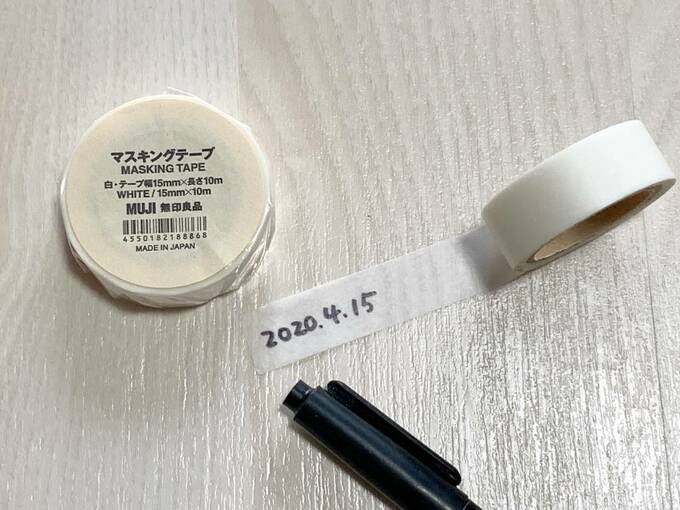 マスキングテープ
MASKING TAPE
白・テープ幅15mm×長さ10m
WHITE/15mm×10m
MUJI 無印良品
4550182188868
MADE IN JAPAN
2020.4.15